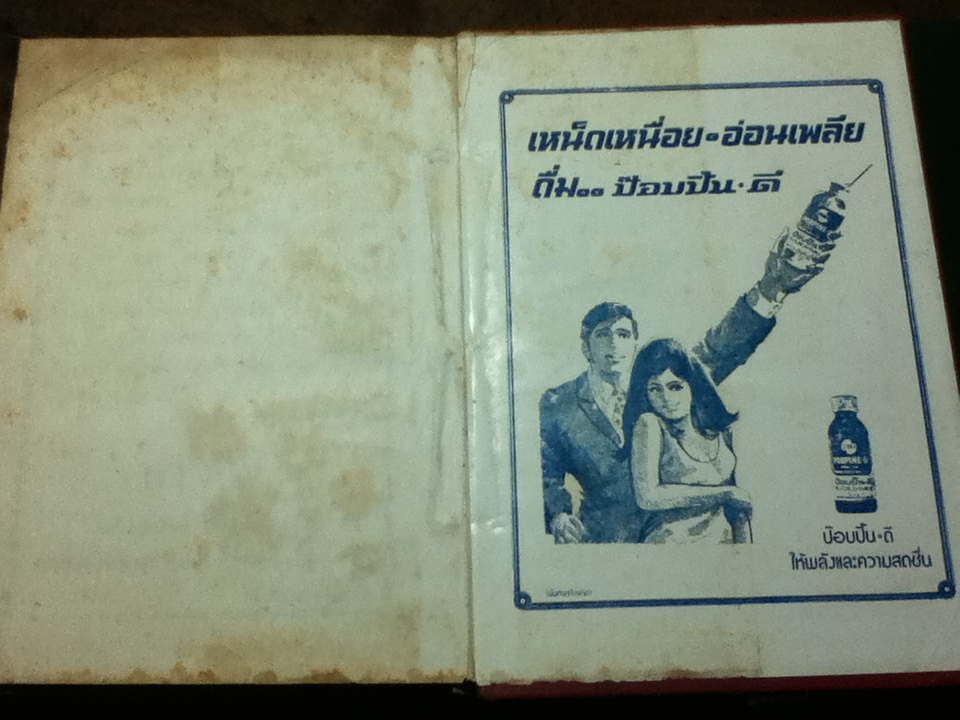 เหน็ดเหนื่อย-อ่อนเพลีย
ดื่ม.. ป๊อบปิ้น.ดี
ป๊อบปิ้น-ดี
ให้พลังและความสดชื่น